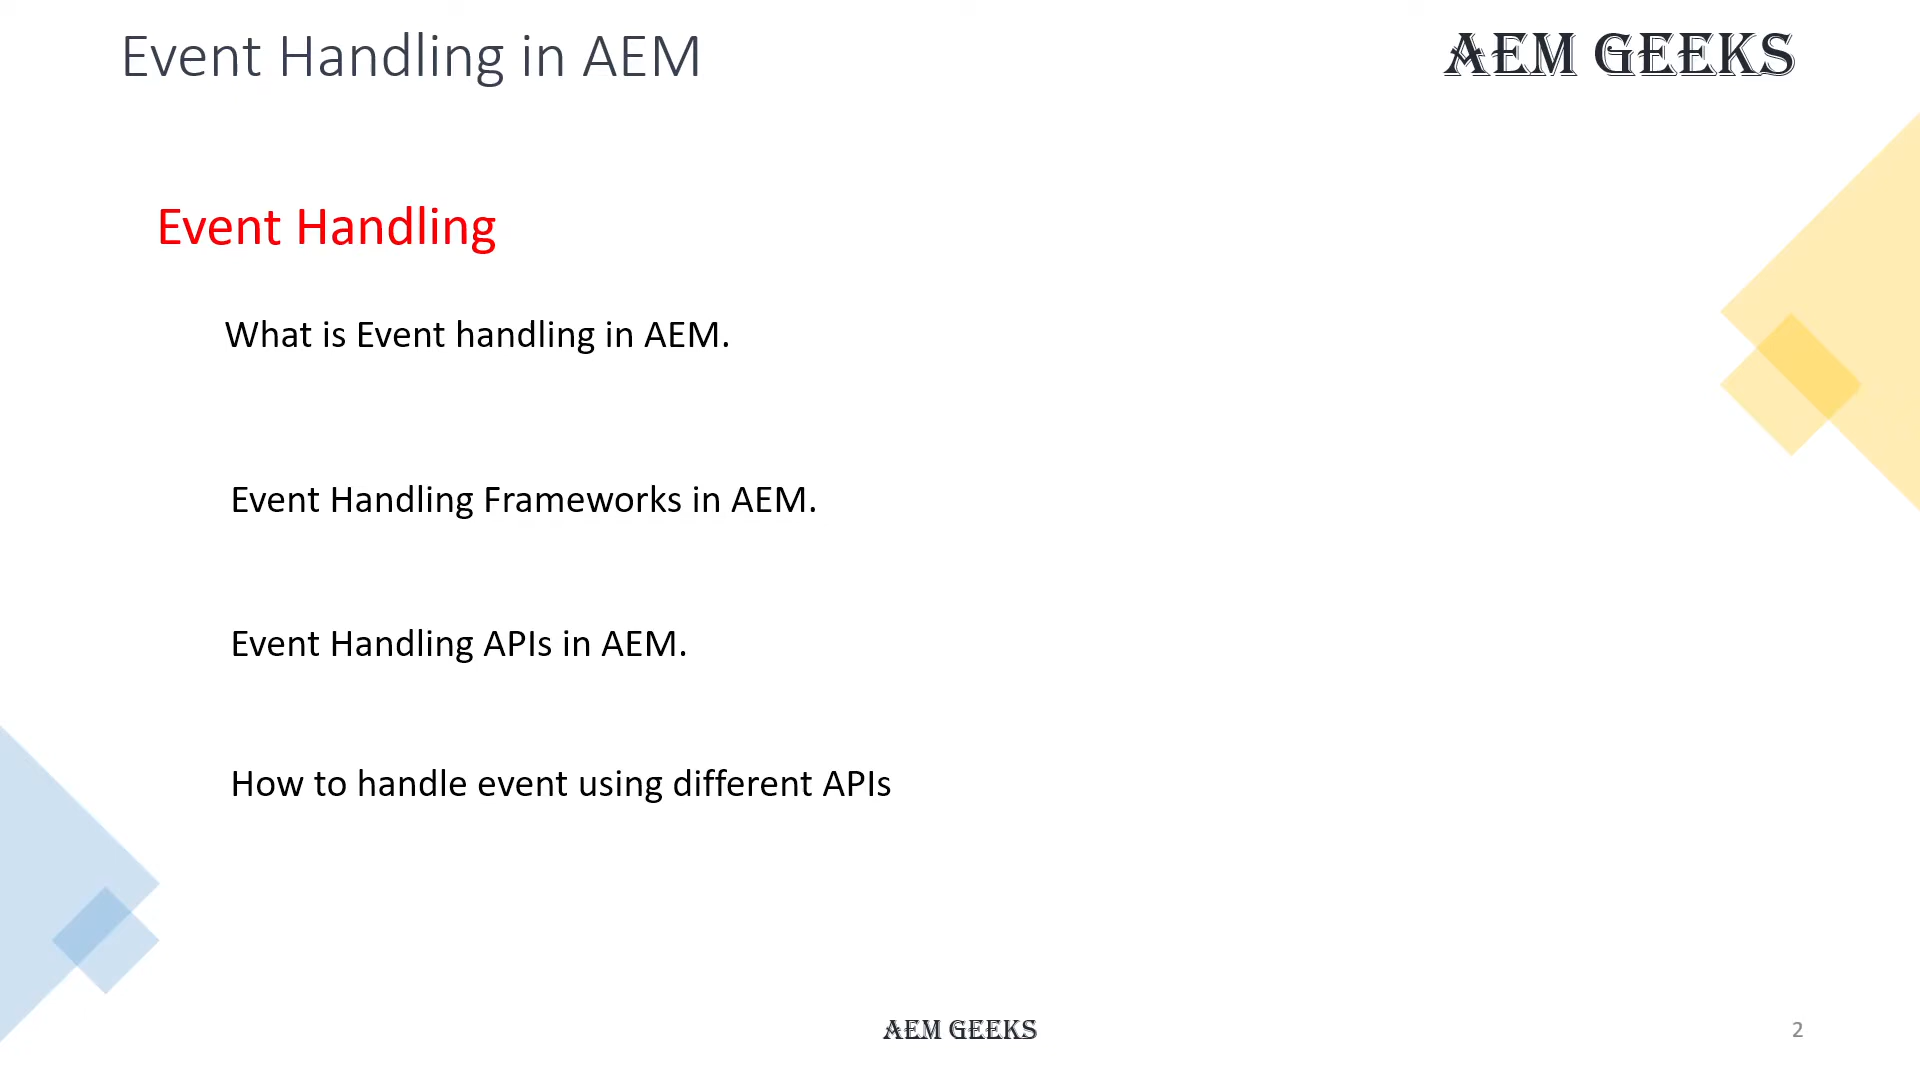 Event Handling in AEM
AEM GEEKS
Event Handling
What is Event handling in AEM.
Event Handling Frameworks in AEM.
Event Handling APIs in AEM.
How to handle event using different APIs
AEM GEEKS
2